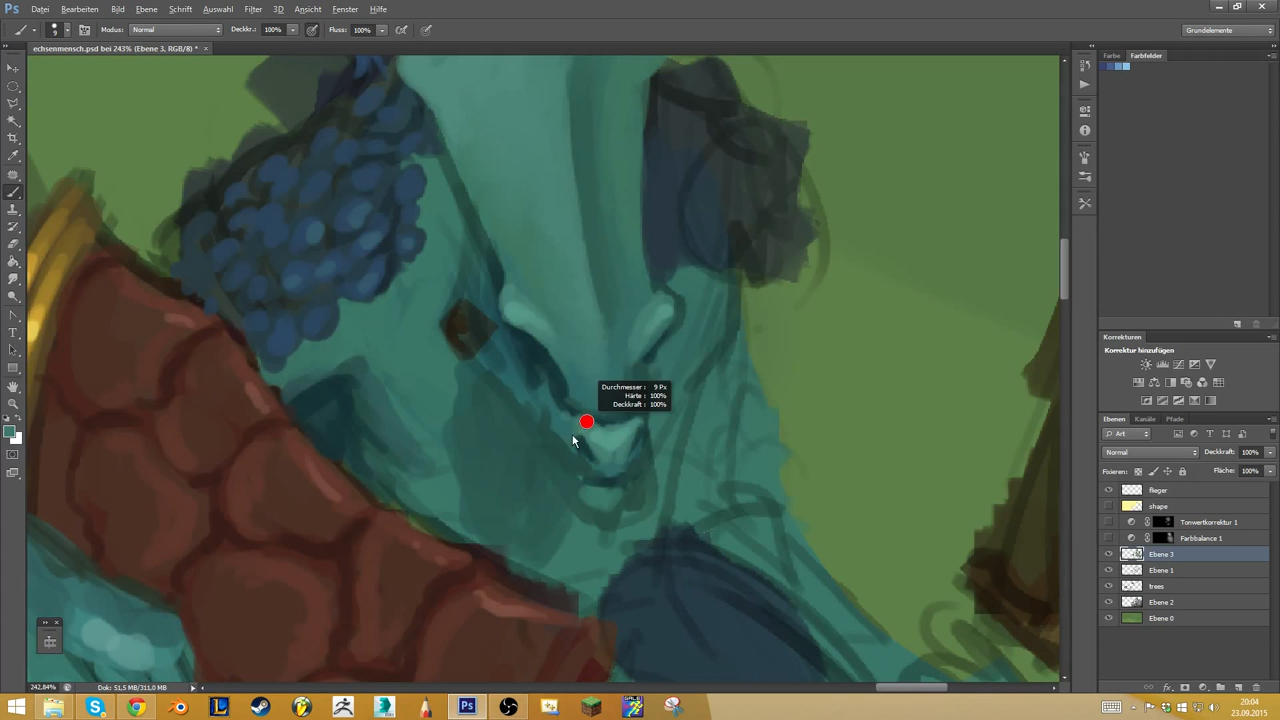 Ps Datei Bearbeiten Bild Ebene Schrift Auswahl Filter 3D Ansicht Fenster Hilfe
Modus: Normal Deckkr.: 100% Fluss: 100% Grundelemente
echsenmensch.psd bei 243% (Ebene 3, RGB/8) *
Farbe Farbfelder
Korrekturen
Korrektur hinzufügen
Durchmesser : 9 Px
Härte : 100%
Deckkraft : 100%
Ebenen Kanäle Pfade
Art
Normal Deckkraft: 100%
Fixieren: Fläche: 100%
flieger
shape
Tonwertkorrektur 1
Farbbalance 1
Ebene 3
Ebene 1
trees
Ebene 2
Ebene 0
242,84% Dok: 51,5 MB/311,0 MB
Ps
20:04
23.09.2015